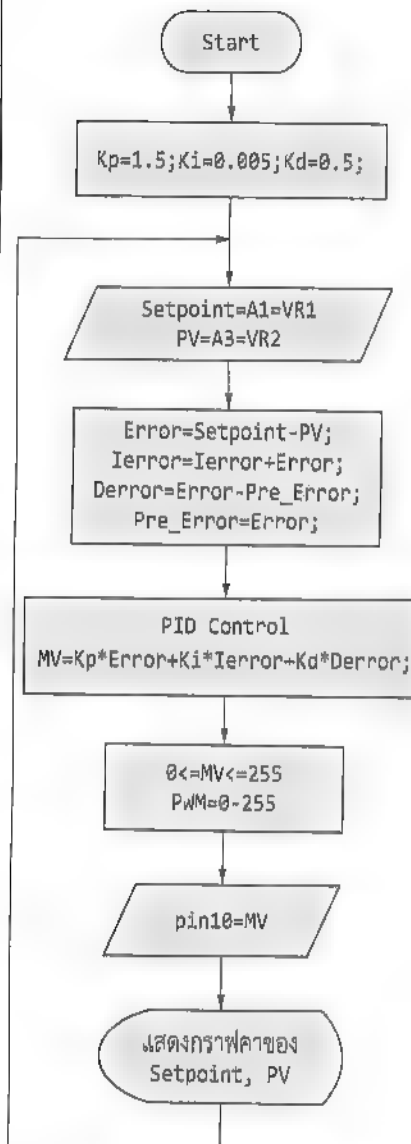 Start
Kp=1.5;Ki=0.005;Kd=0.5;
Setpoint=A1=VR1
PV=A3=VR2
Error=Setpoint-PV;
Ierror=Ierror+Error;
Derror=Error-Pre_Error;
Pre_Error=Error;
PID Control
MV=Kp*Error+Ki*Ierror+Kd*Derror;
0<=MV<=255
PWM=0-255
pin10=MV
แสดงกราฟค่าของ
Setpoint, PV